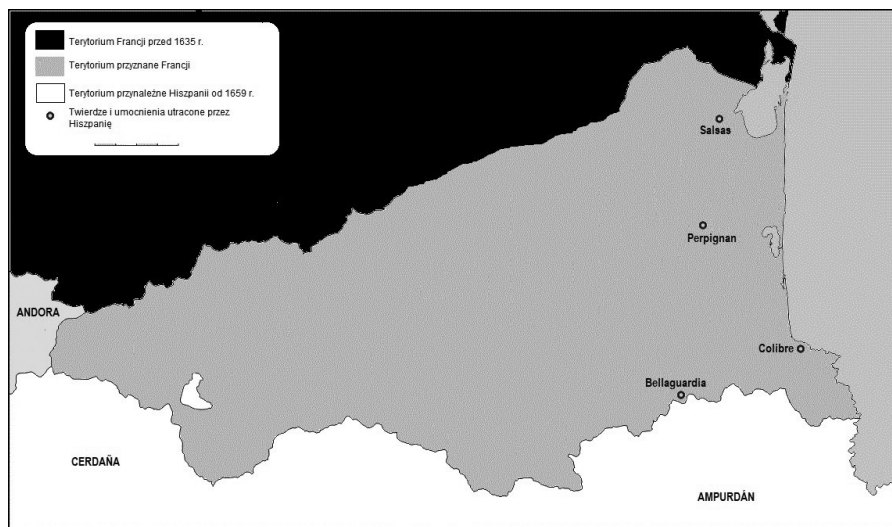 Terytorium Francji przed 1635 r.
Terytorium przyznane Francji
Terytorium przynależne Hiszpanii od 1659 r.
Twierdze i umocnienia utracone przez
Hiszpanię
Salsas
Perpignan
ANDORA
Colibre
Bellaguardia
CERDAÑA
AMPURDÁN